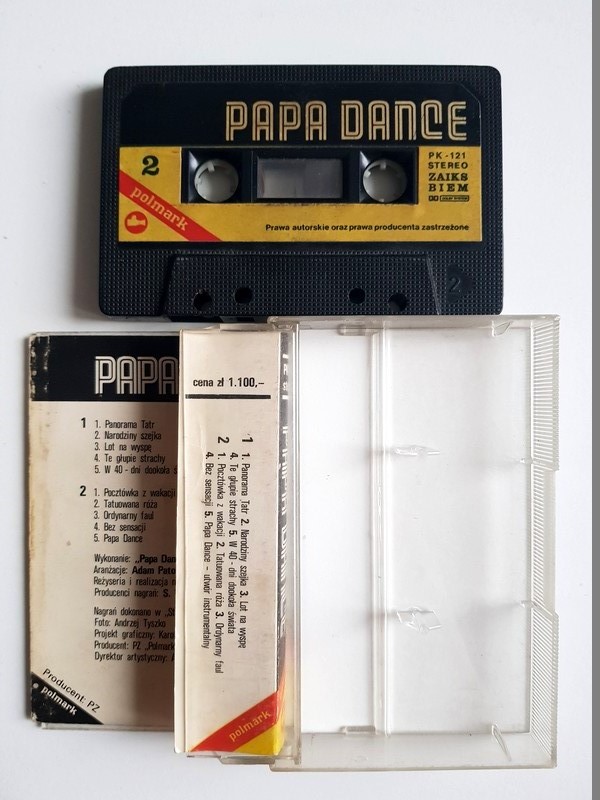 PAPA DANCE
2
PK-121
STEREO
ZAIKS
BIEM
polmark
Prawa autorskie oraz prawa producenta zastrzeżone
2
PAPA
1 1. Panorama Tatr
2. Narodziny szejka
3. Lot na wyspę
4. Te głupie strachy
5. W 40 - dni dookoła
2 1. Pocztówka z wakacji
2. Tatuowana róża
3. Ordynarny faul
4. Bez sensacji
5. Papa Dance
Wykonanie: „Papa Dan
Aranżacje: Adam Pato
Reżyseria i realizacja n
Producenci nagrań: S.
Nagrań dokonano w „St
Foto: Andrzej Tyszko
Projekt graficzny: Karo
Producent: PZ „Polmark
Dyrektor artystyczny: A
Producent: PZ
polmark
cena zł 1.100,–
1 1. Panorama Tatr 2. Narodziny szejka 3. Lot na wyspę
4. Te głupie strachy 5. W 40 - dni dookoła świata
2 1. Pocztówka z wakacji 2. Tatuowana róża 3. Ordynarny faul
4. Bez sensacji 5. Papa Dance – utwór instrumentalny
polmark